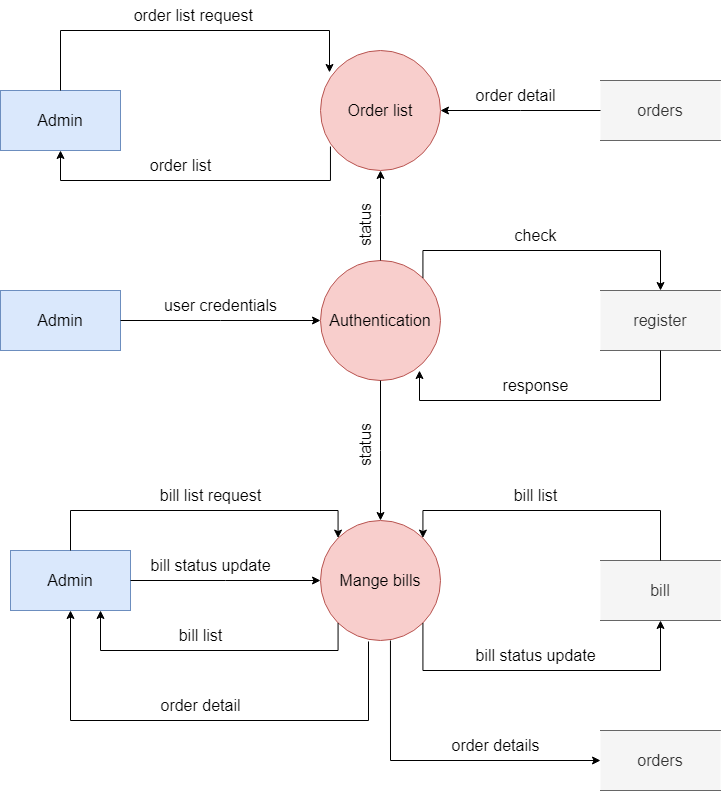 order list request
Admin
Order list
order detail
orders
order list
status
check
Admin
user credentials
Authentication
register
response
status
bill list request
bill list
Admin
bill status update
Mange bills
bill
bill list
bill status update
order detail
order details
orders